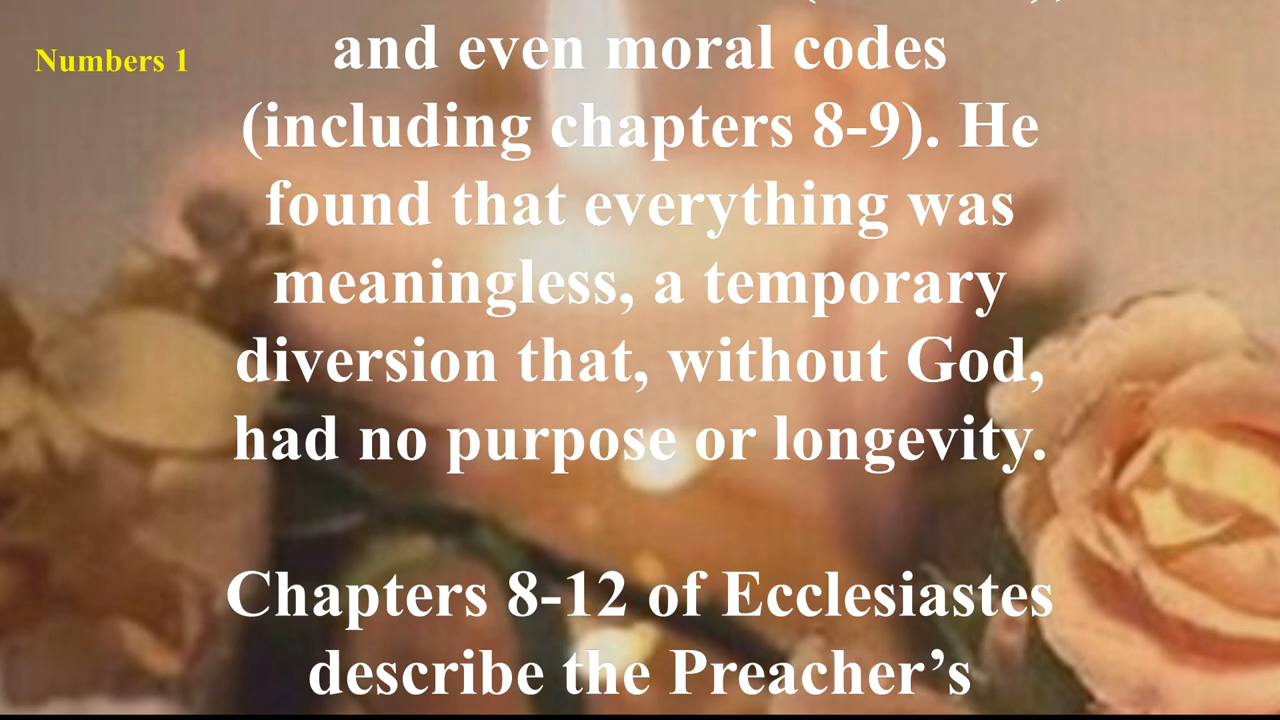 Numbers 1
and even moral codes
(including chapters 8-9). He
found that everything was
meaningless, a temporary
diversion that, without God,
had no purpose or longevity.
Chapters 8-12 of Ecclesiastes
describe the Preacher’s